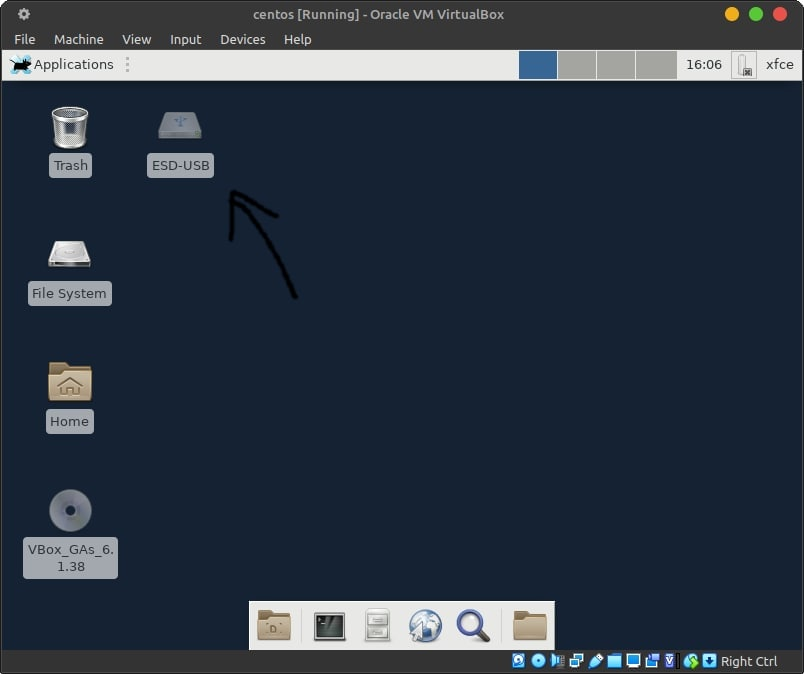 centos [Running] - Oracle VM VirtualBox
File Machine View Input Devices Help
Applications 16:06 xfce
Trash ESD-USB
File System
Home
VBox_GAs_6.
1.38
Right Ctrl